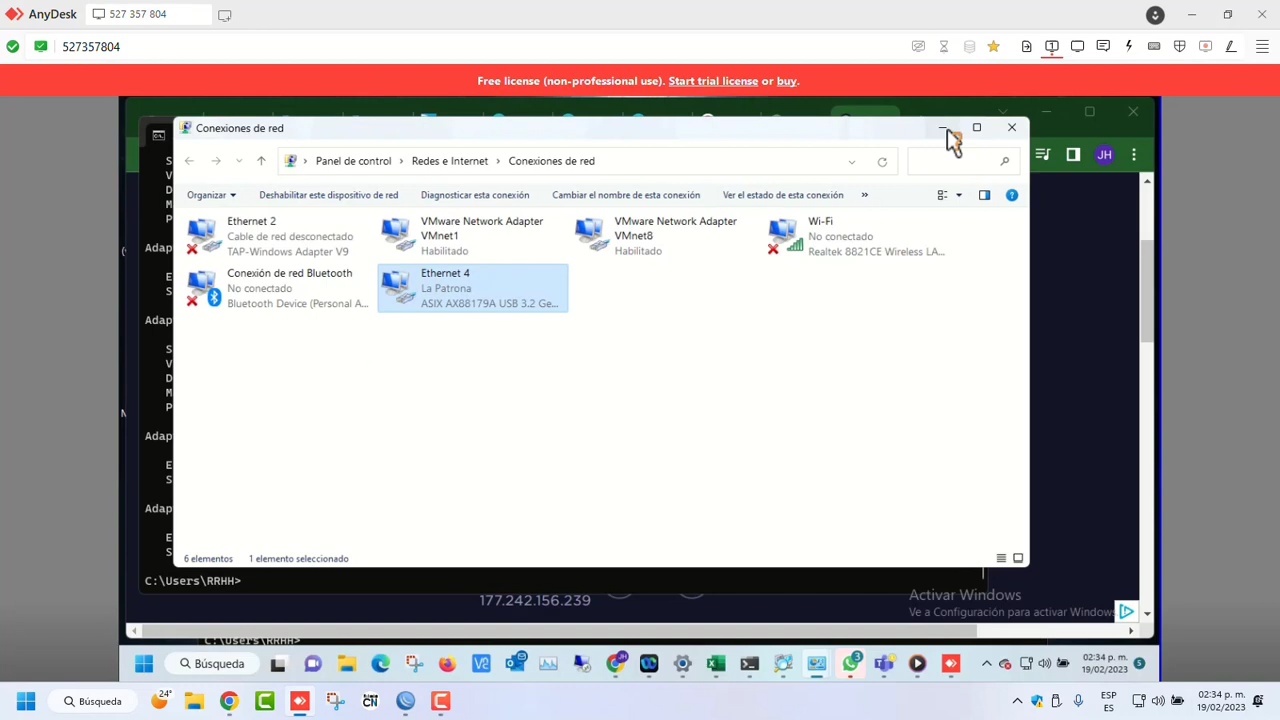 AnyDesk
527 357 804
527357804
Free license (non-professional use). Start trial license or buy.
Conexiones de red
JH
Panel de control > Redes e Internet > Conexiones de red
Organizar
Deshabilitar este dispositivo de red
Diagnosticar esta conexión
Cambiar el nombre de esta conexión
Ver el estado de esta conexión
»
Ethernet 2
Cable de red desconectado
TAP-Windows Adapter V9
VMware Network Adapter
VMnet1
Habilitado
VMware Network Adapter
VMnet8
Habilitado
Wi-Fi
No conectado
Realtek 8821CE Wireless LA...
Conexión de red Bluetooth
No conectado
Bluetooth Device (Personal A...
Ethernet 4
La Patrona
ASIX AX88179A USB 3.2 Ge...
S
V
D
M
P
Adap
Adap
S
V
D
M
P
Adap
E
S
Adap
E
S
6 elementos
1 elemento seleccionado
C:\Users\RRHH>
177.242.156.239
Activar Windows
Ve a Configuración para activar Windows
C:\Users\RRHH>
Búsqueda
02:34 p. m.
19/02/2023
Búsqueda
24°
ESP
ES
02:34 p. m.
19/02/2023